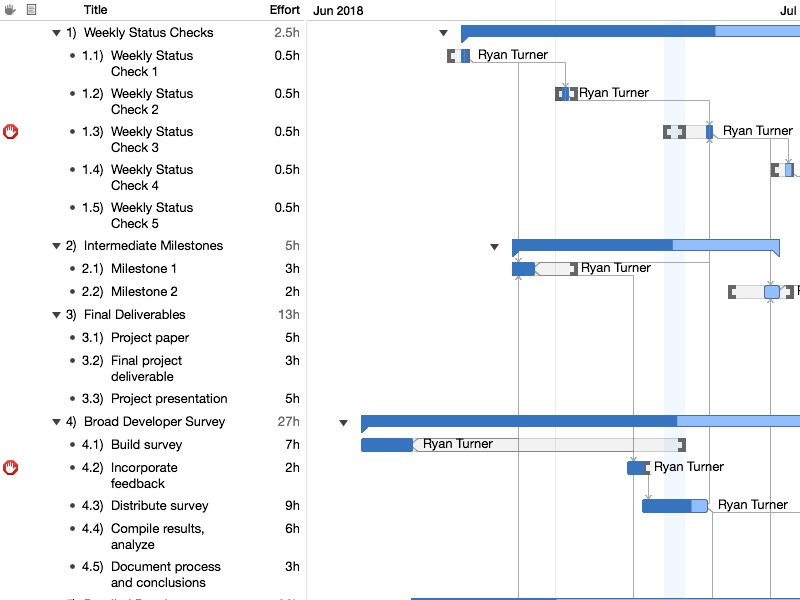 Title Effort Jun 2018 Jul
1) Weekly Status Checks 2.5h
1.1) Weekly Status 0.5h Ryan Turner
Check 1
1.2) Weekly Status 0.5h Ryan Turner
Check 2
1.3) Weekly Status 0.5h Ryan Turner
Check 3
1.4) Weekly Status 0.5h
Check 4
1.5) Weekly Status 0.5h
Check 5
2) Intermediate Milestones 5h
2.1) Milestone 1 3h Ryan Turner
2.2) Milestone 2 2h
3) Final Deliverables 13h
3.1) Project paper 5h
3.2) Final project 3h
deliverable
3.3) Project presentation 5h
4) Broad Developer Survey 27h
4.1) Build survey 7h Ryan Turner
4.2) Incorporate 2h Ryan Turner
feedback
4.3) Distribute survey 9h Ryan Turner
4.4) Compile results, 6h
analyze
4.5) Document process 3h
and conclusions